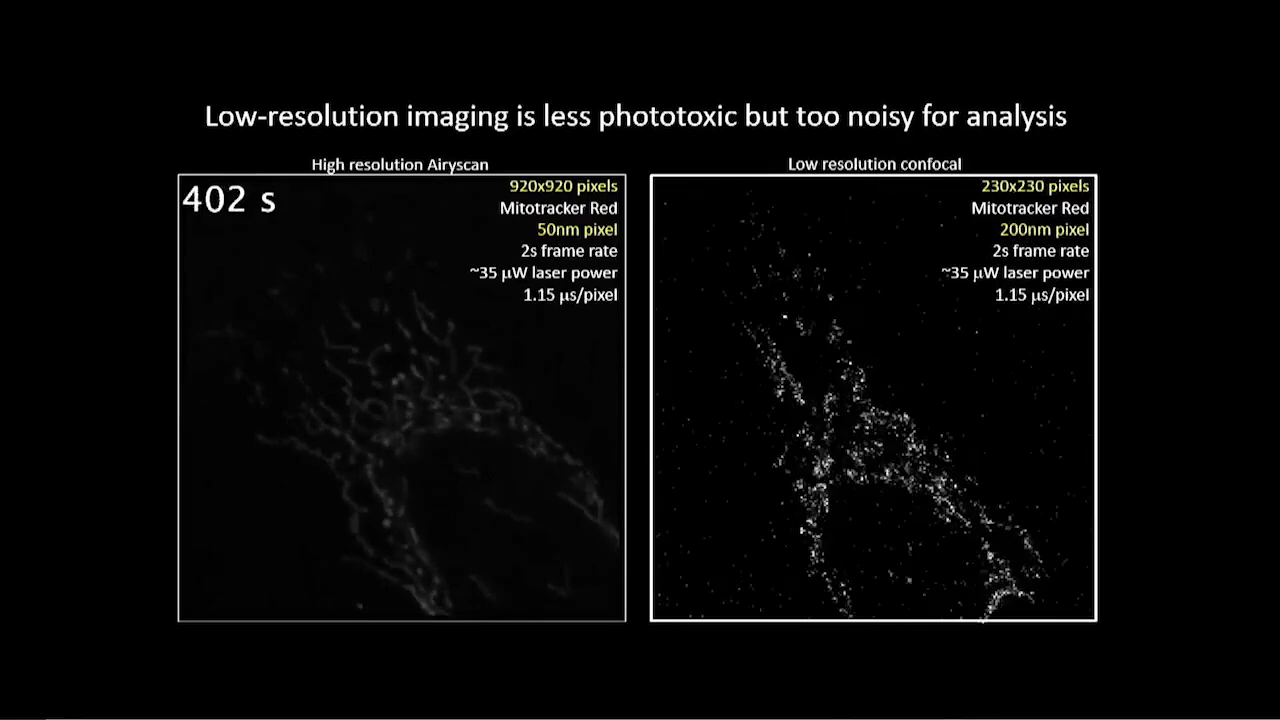 Low-resolution imaging is less phototoxic but too noisy for analysis
High resolution Airyscan
402 s
920x920 pixels
Mitotracker Red
50nm pixel
2s frame rate
~35 µW laser power
1.15 µs/pixel
Low resolution confocal
230x230 pixels
Mitotracker Red
200nm pixel
2s frame rate
~35 µW laser power
1.15 µs/pixel